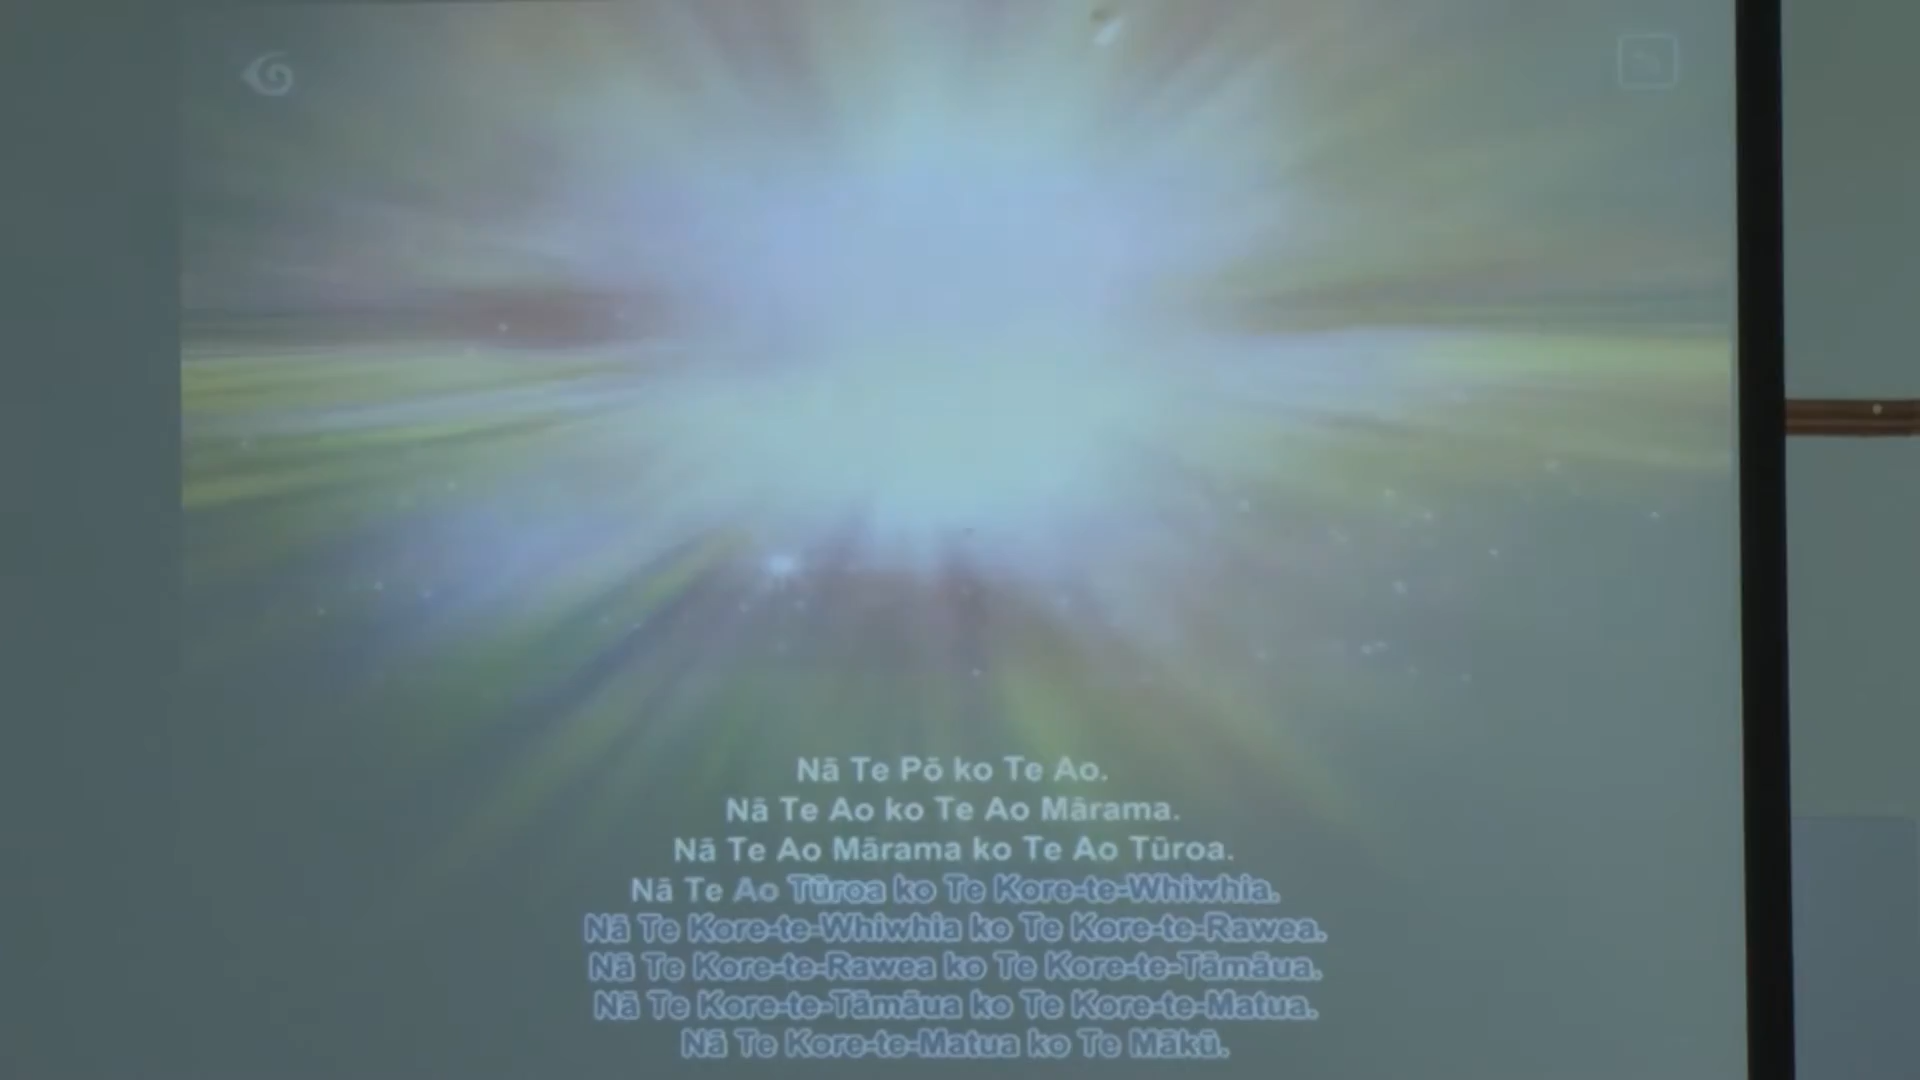 Nā Te Pō ko Te Ao.
Nā Te Ao ko Te Ao Mārama.
Nā Te Ao Mārama ko Te Ao Tūroa.
Nā Te Ao Tūroa ko Te Kore-te-Whiwhia.
Nā Te Kore-te-Whiwhia ko Te Kore-te-Rawea.
Nā Te Kore-te-Rawea ko Te Kore-te-Tāmāua.
Nā Te Kore-te-Tāmāua ko Te Kore-te-Matua.
Nā Te Kore-te-Matua ko Te Mākū.